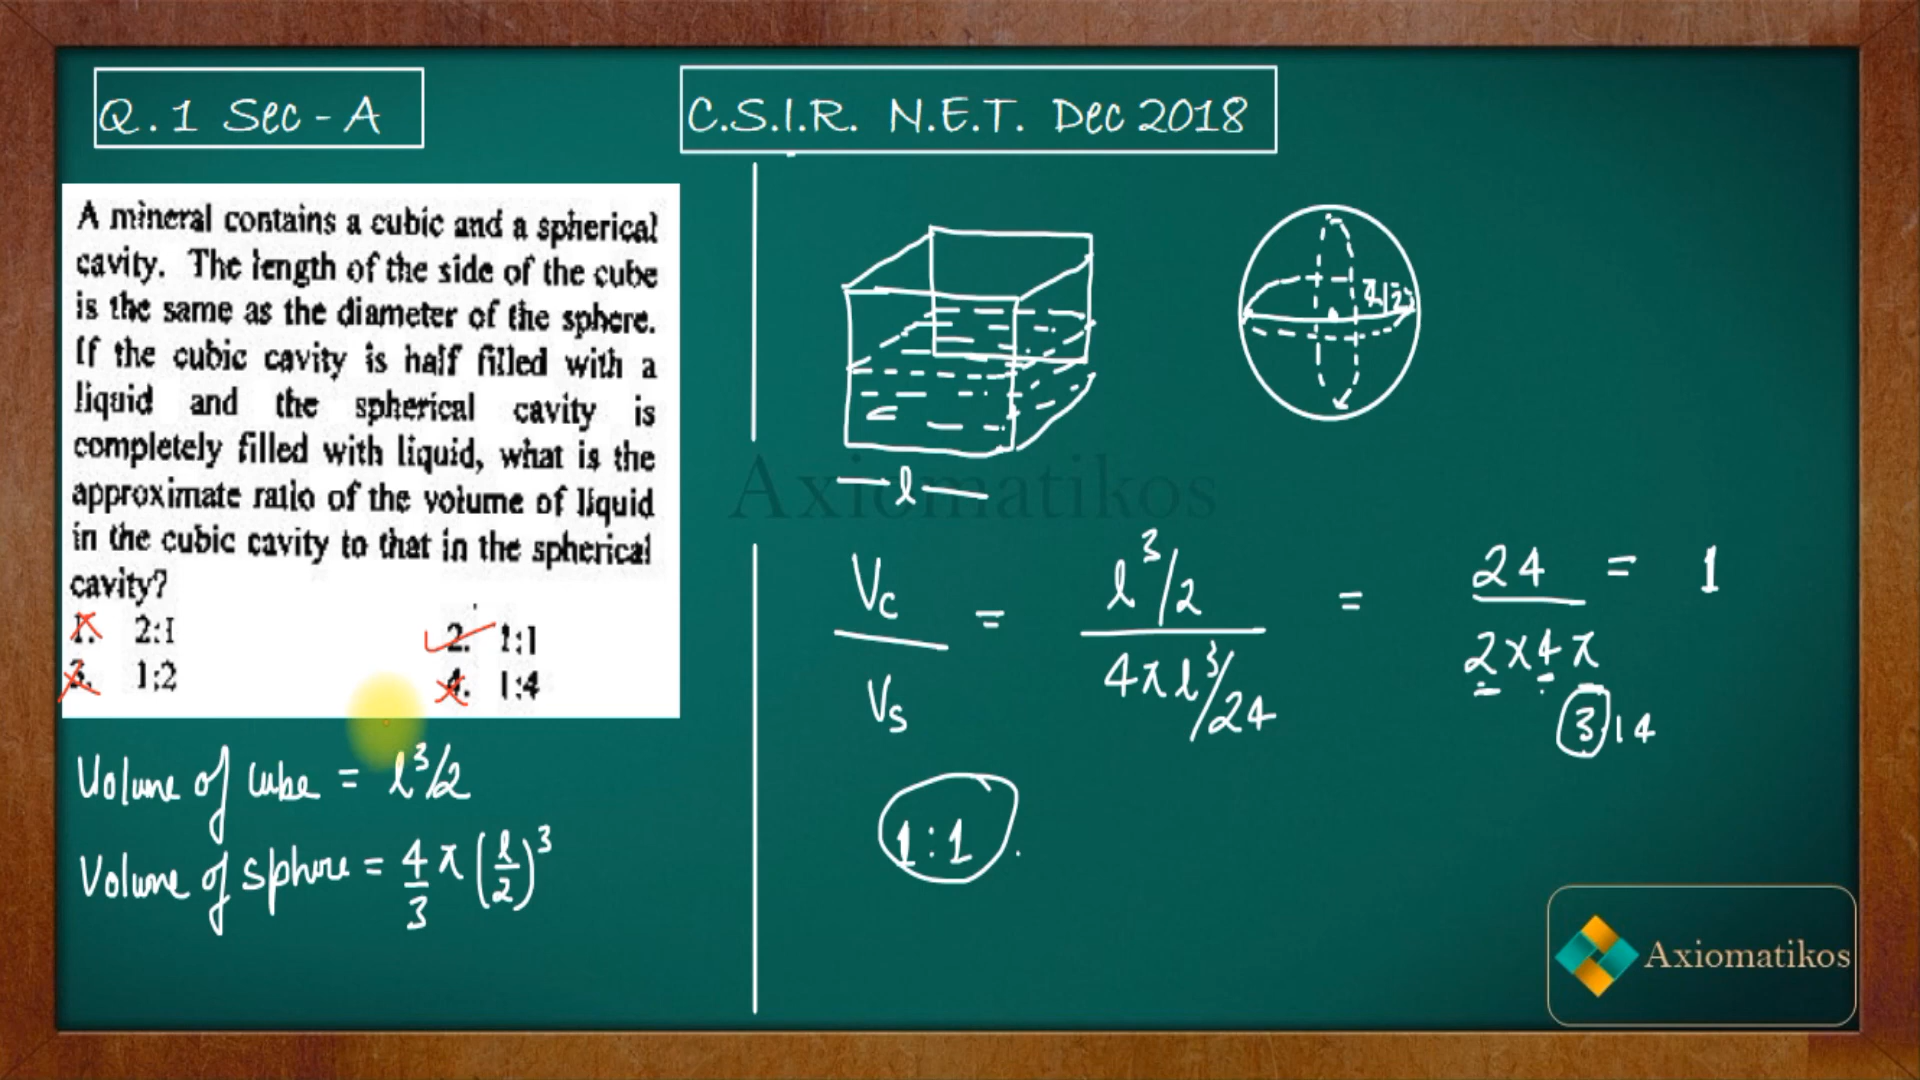 Q.1 Sec - A
C.S.I.R. N.E.T. Dec 2018
A mineral contains a cubic and a spherical
cavity. The length of the side of the cube
is the same as the diameter of the sphere.
If the cubic cavity is half filled with a
liquid and the spherical cavity is
completely filled with liquid, what is the
approximate ratio of the volume of liquid
in the cubic cavity to that in the spherical
cavity?
1. 2:1 2. 1:1
3. 1:2 4. 1:4
Volume of cube = l³/2
Volume of sphere = 4/3 π (l/2)³
l
Axiomatikos
Vc/Vs = (l³/2)/(4πl³/24) = 24/(2×4π) = 1
3.14
1:1.
Axiomatikos